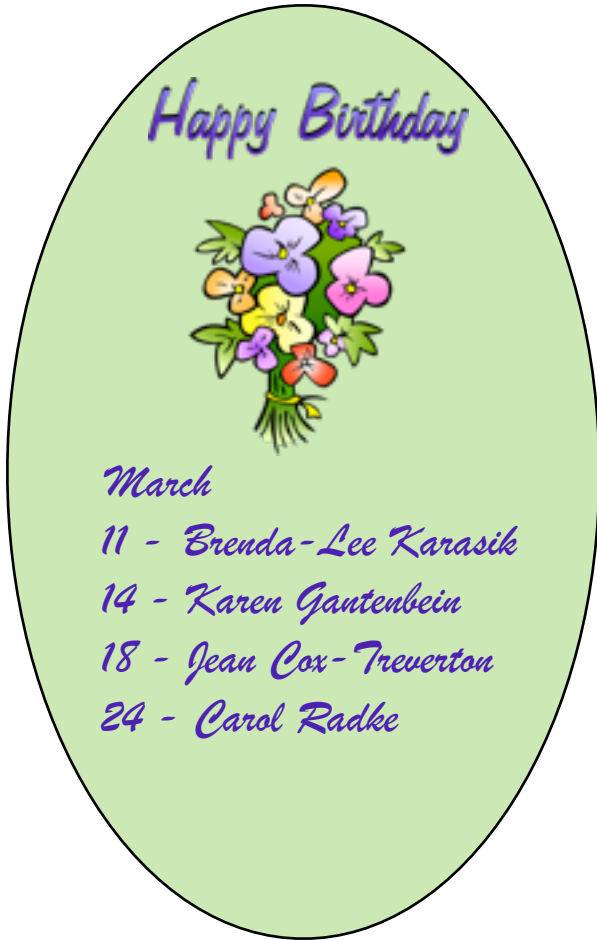 Happy Birthday
March
11 - Brenda-Lee Karasik
14 - Karen Gantenbein
18 - Jean Cox-Treverton
24 - Carol Radke